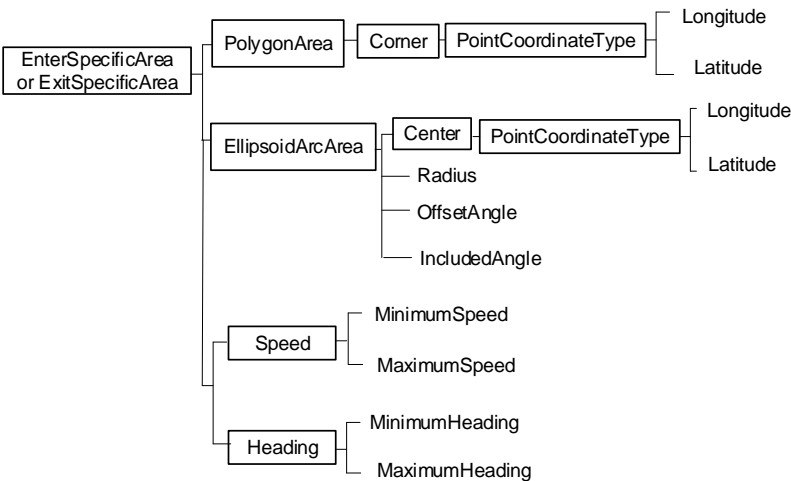 EnterSpecificArea
or ExitSpecificArea
PolygonArea
Corner
PointCoordinateType
Longitude
Latitude
EllipsoidArcArea
Center
PointCoordinateType
Longitude
Latitude
Radius
OffsetAngle
IncludedAngle
Speed
MinimumSpeed
MaximumSpeed
Heading
MinimumHeading
MaximumHeading